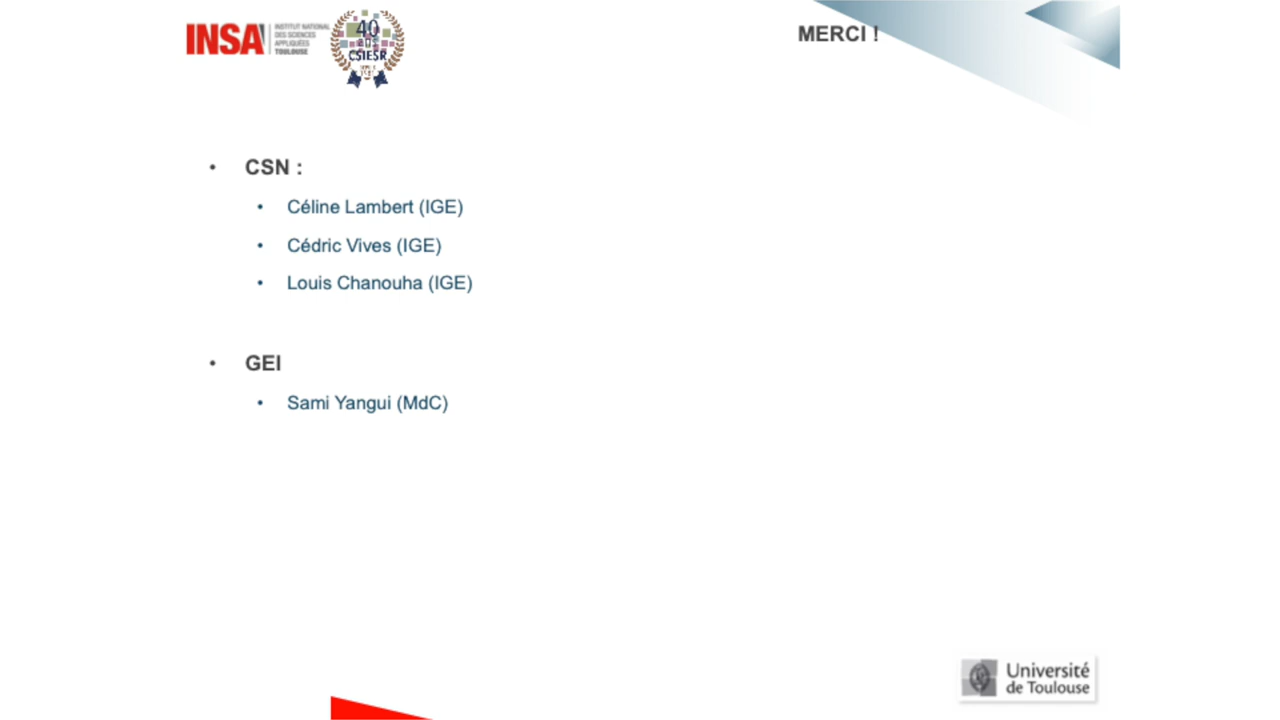 INSA
INSTITUT NATIONAL
DES SCIENCES
APPLIQUÉES
TOULOUSE
40
ans
CSIESR
MERCI !
• CSN :
• Céline Lambert (IGE)
• Cédric Vives (IGE)
• Louis Chanouha (IGE)
• GEI
• Sami Yangui (MdC)
Université
de Toulouse